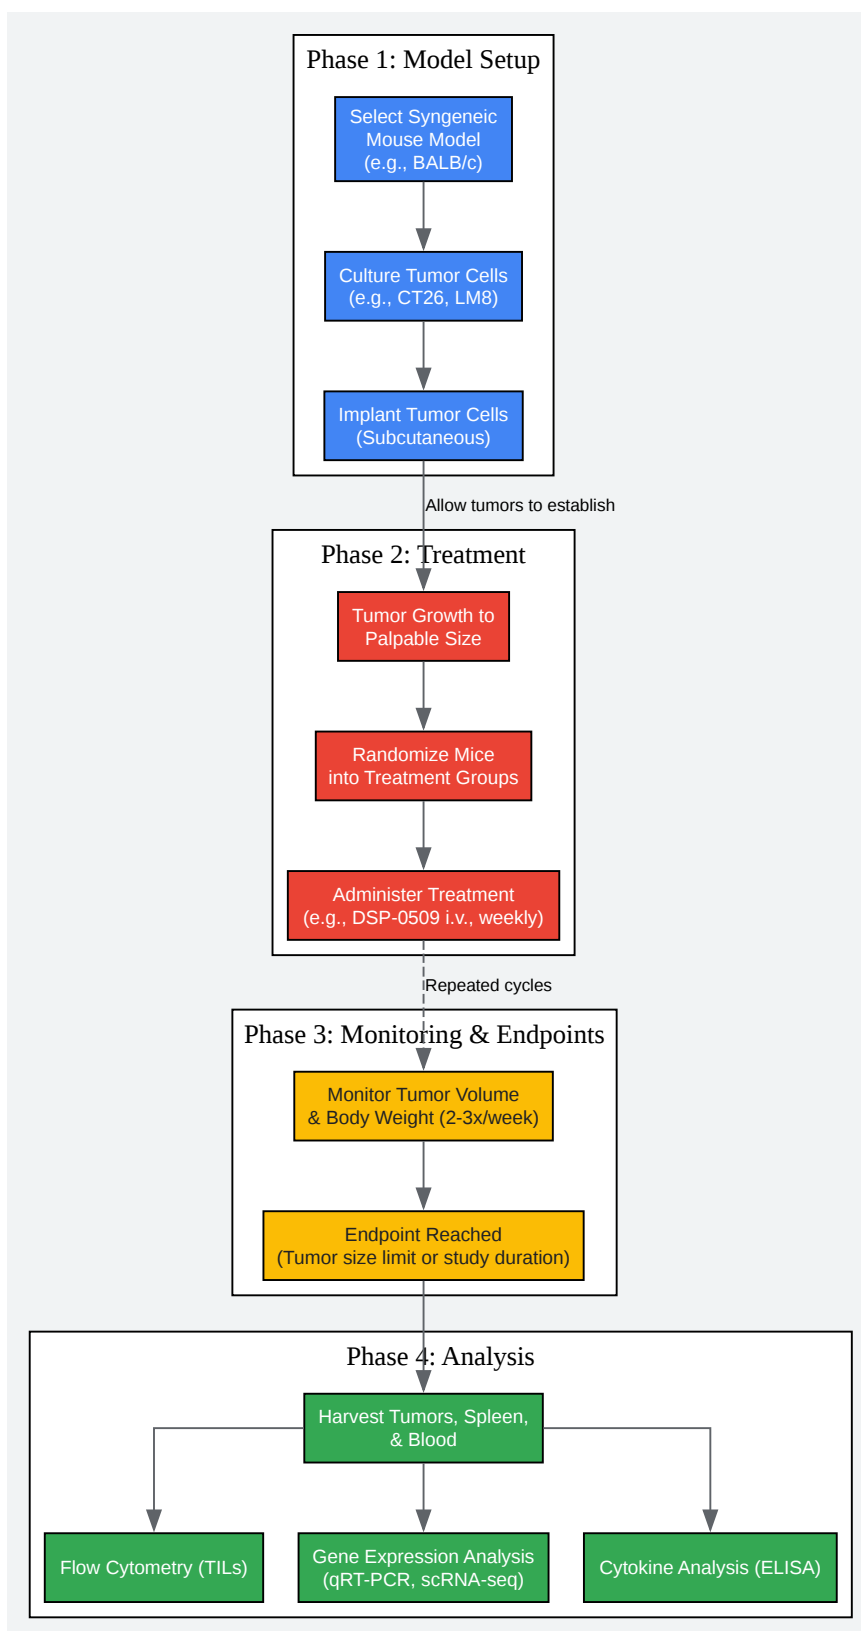 Phase 1: Model Setup
Select Syngeneic
Mouse Model
(e.g., BALB/c)
Culture Tumor Cells
(e.g., CT26, LM8)
Implant Tumor Cells
(Subcutaneous)
Allow tumors to establish
Phase 2: Treatment
Tumor Growth to
Palpable Size
Randomize Mice
into Treatment Groups
Administer Treatment
(e.g., DSP-0509 i.v., weekly)
Repeated cycles
Phase 3: Monitoring & Endpoints
Monitor Tumor Volume
& Body Weight (2-3x/week)
Endpoint Reached
(Tumor size limit or study duration)
Phase 4: Analysis
Harvest Tumors, Spleen,
& Blood
Flow Cytometry (TILs)
Gene Expression Analysis
(qRT-PCR, scRNA-seq)
Cytokine Analysis (ELISA)